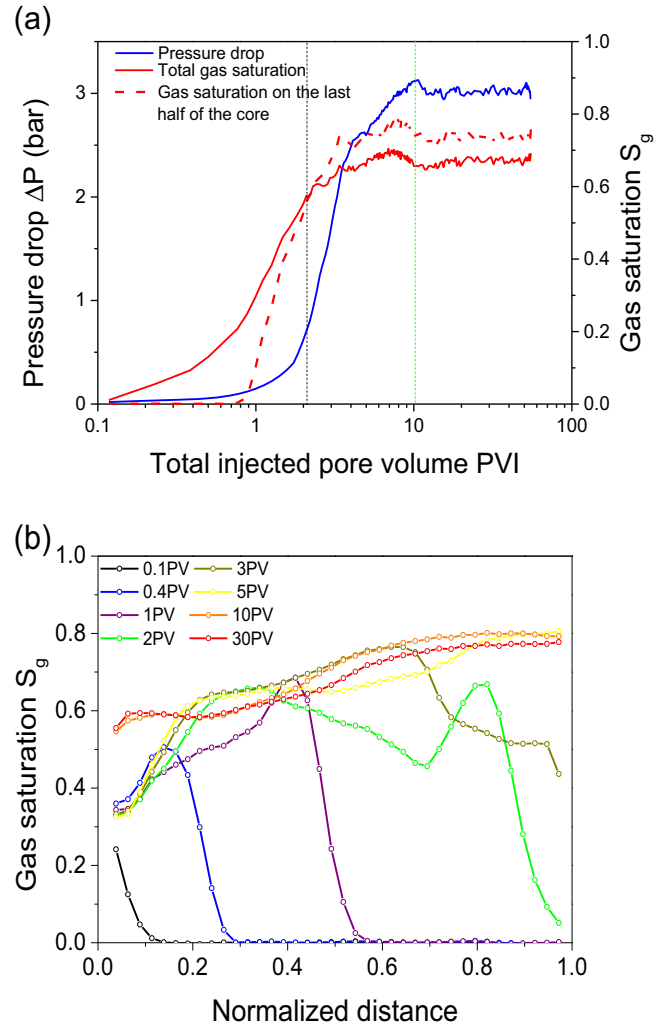 (a)
Pressure drop
Total gas saturation
Gas saturation on the last
half of the core
Pressure drop ΔP (bar)
3
2
1
0
1.0
0.8
0.6
0.4
0.2
0.0
Gas saturation Sg
0.1
1
10
100
Total injected pore volume PVI
(b)
0.1PV
3PV
0.4PV
5PV
1PV
10PV
2PV
30PV
Gas saturation Sg
1.0
0.8
0.6
0.4
0.2
0.0
0.0
0.2
0.4
0.6
0.8
1.0
Normalized distance